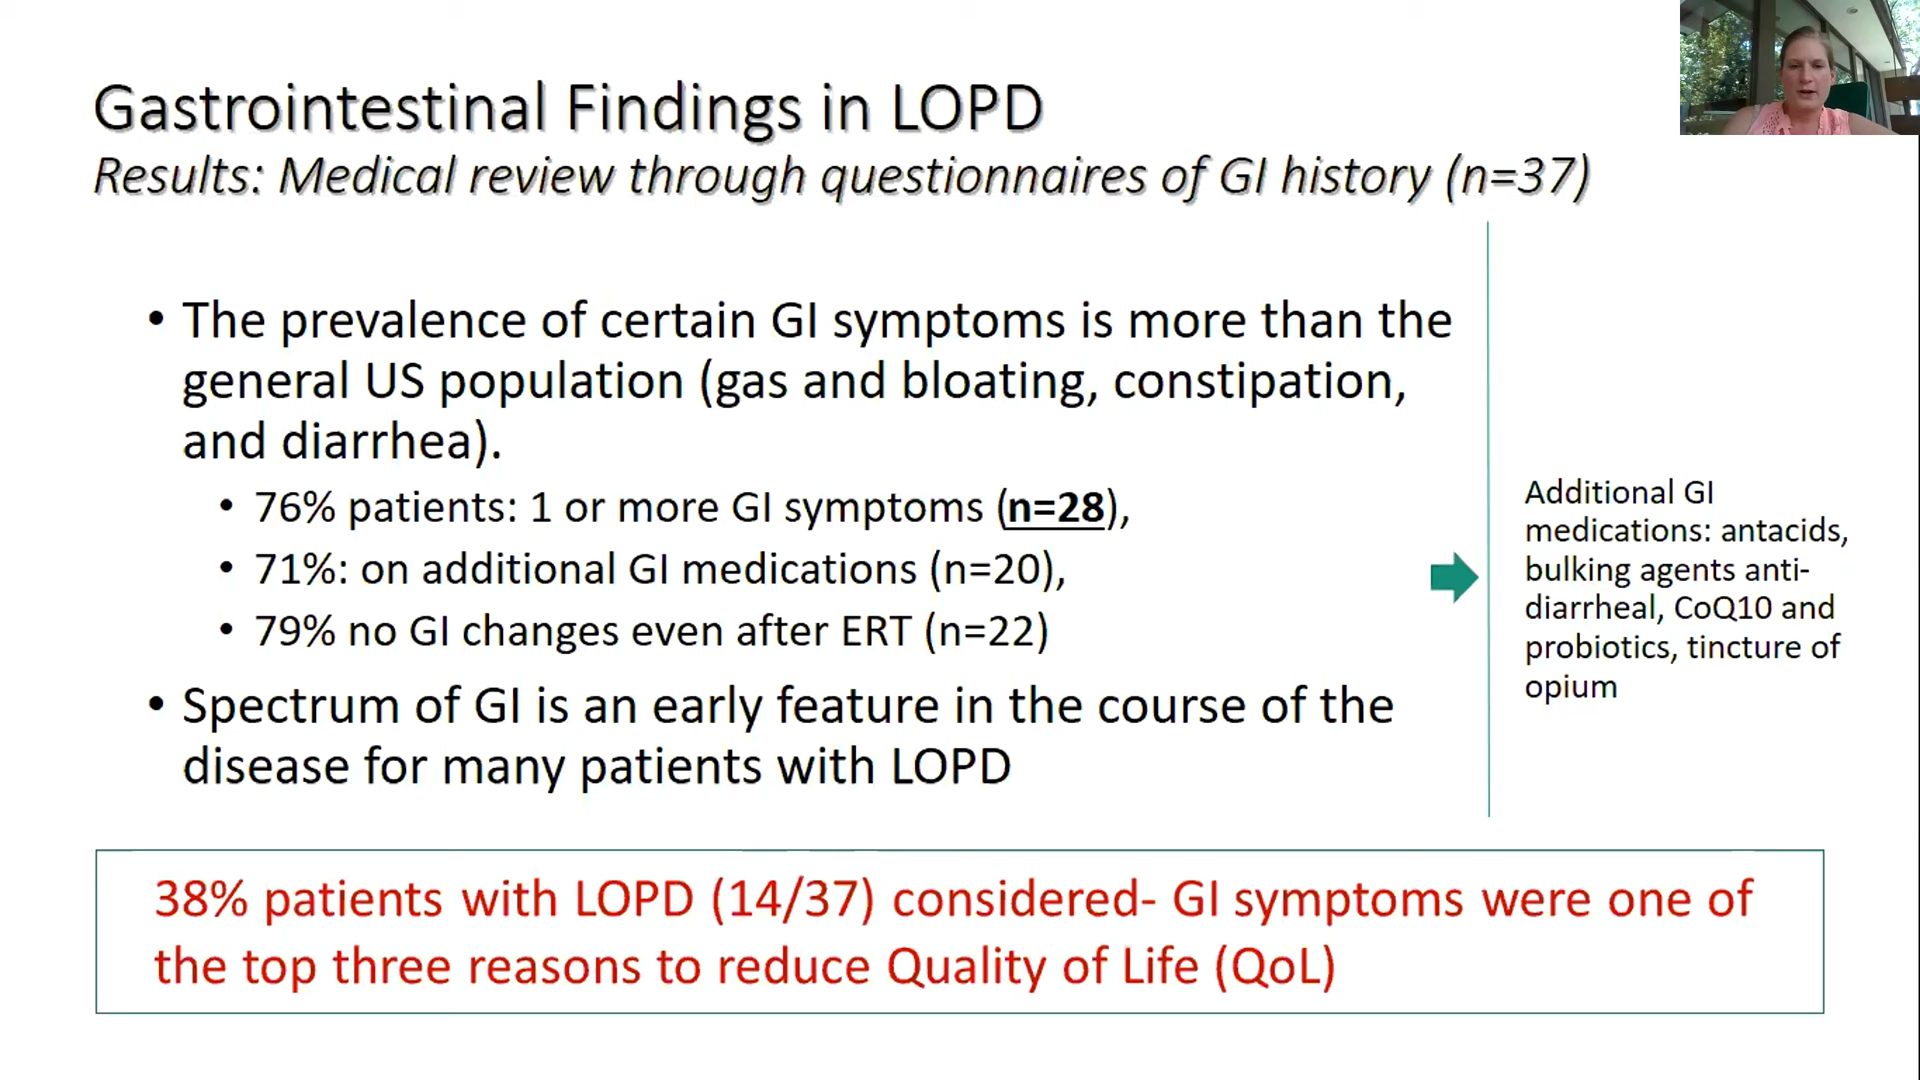 Gastrointestinal Findings in LOPD
Results: Medical review through questionnaires of GI history (n=37)
• The prevalence of certain GI symptoms is more than the
general US population (gas and bloating, constipation,
and diarrhea).
• 76% patients: 1 or more GI symptoms (n=28),
• 71%: on additional GI medications (n=20),
• 79% no GI changes even after ERT (n=22)
• Spectrum of GI is an early feature in the course of the
disease for many patients with LOPD
Additional GI
medications: antacids,
bulking agents anti-
diarrheal, CoQ10 and
probiotics, tincture of
opium
38% patients with LOPD (14/37) considered- GI symptoms were one of
the top three reasons to reduce Quality of Life (QoL)